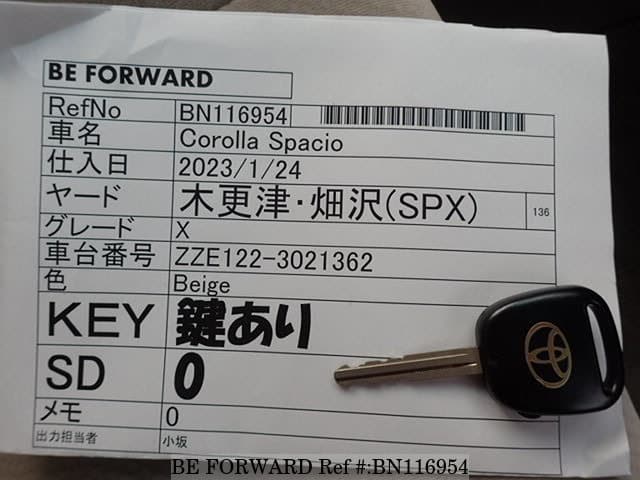 BE FORWARD
RefNo BN116954
車名 Corolla Spacio
仕入日 2023/1/24
ヤード 木更津・畑沢(SPX) 136
グレード X
車台番号 ZZE122-3021362
色 Beige
KEY 鍵あり
SD 0
メモ 0
出力担当者 小坂
BE FORWARD Ref #:BN116954